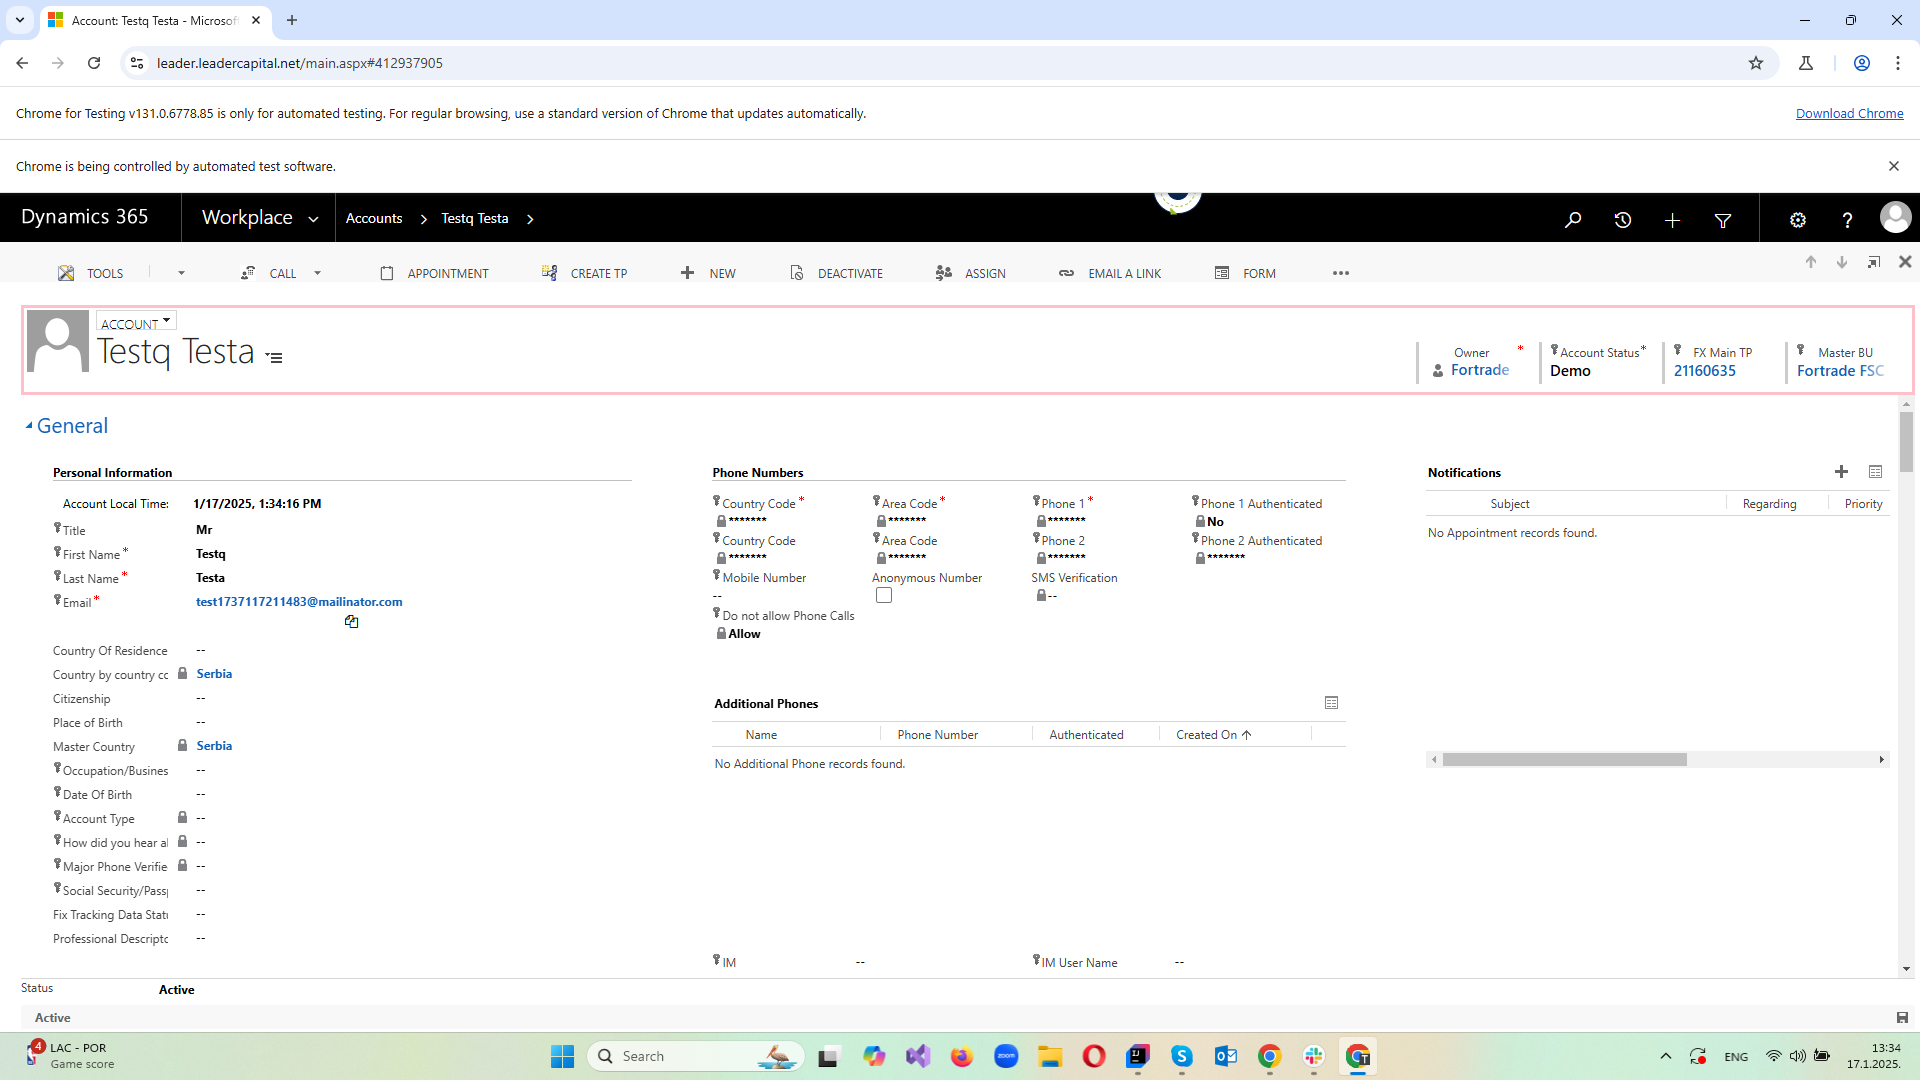 Account: Testq Testa - Microsof
leader.leadercapital.net/main.aspx#412937905
Chrome for Testing v131.0.6778.85 is only for automated testing. For regular browsing, use a standard version of Chrome that updates automatically.
Download Chrome
Chrome is being controlled by automated test software.
Dynamics 365
Workplace
Accounts
Testq Testa
TOOLS
CALL
APPOINTMENT
CREATE TP
NEW
DEACTIVATE
ASSIGN
EMAIL A LINK
FORM
ACCOUNT
Testq Testa
Owner *
Fortrade
Account Status *
Demo
FX Main TP
21160635
Master BU
Fortrade FSC
General
Personal Information
Account Local Time: 1/17/2025, 1:34:16 PM
Title Mr
First Name * Testq
Last Name * Testa
Email * test1737117211483@mailinator.com
Country Of Residence --
Country by country cc Serbia
Citizenship --
Place of Birth --
Master Country Serbia
Occupation/Busines --
Date Of Birth --
Account Type --
How did you hear a --
Major Phone Verifie --
Social Security/Passp --
Fix Tracking Data Statu --
Professional Descriptc --
Phone Numbers
Country Code * Area Code * Phone 1 * Phone 1 Authenticated
******* ******* ******* No
Country Code Area Code Phone 2 Phone 2 Authenticated
******* ******* ******* *******
Mobile Number Anonymous Number SMS Verification
-- --
Do not allow Phone Calls
Allow
Additional Phones
Name Phone Number Authenticated Created On
No Additional Phone records found.
IM -- IM User Name --
Notifications
Subject Regarding Priority
No Appointment records found.
Status Active
Active
4
LAC - POR
Game score
Search
zoom
ENG
13:34
17.1.2025.